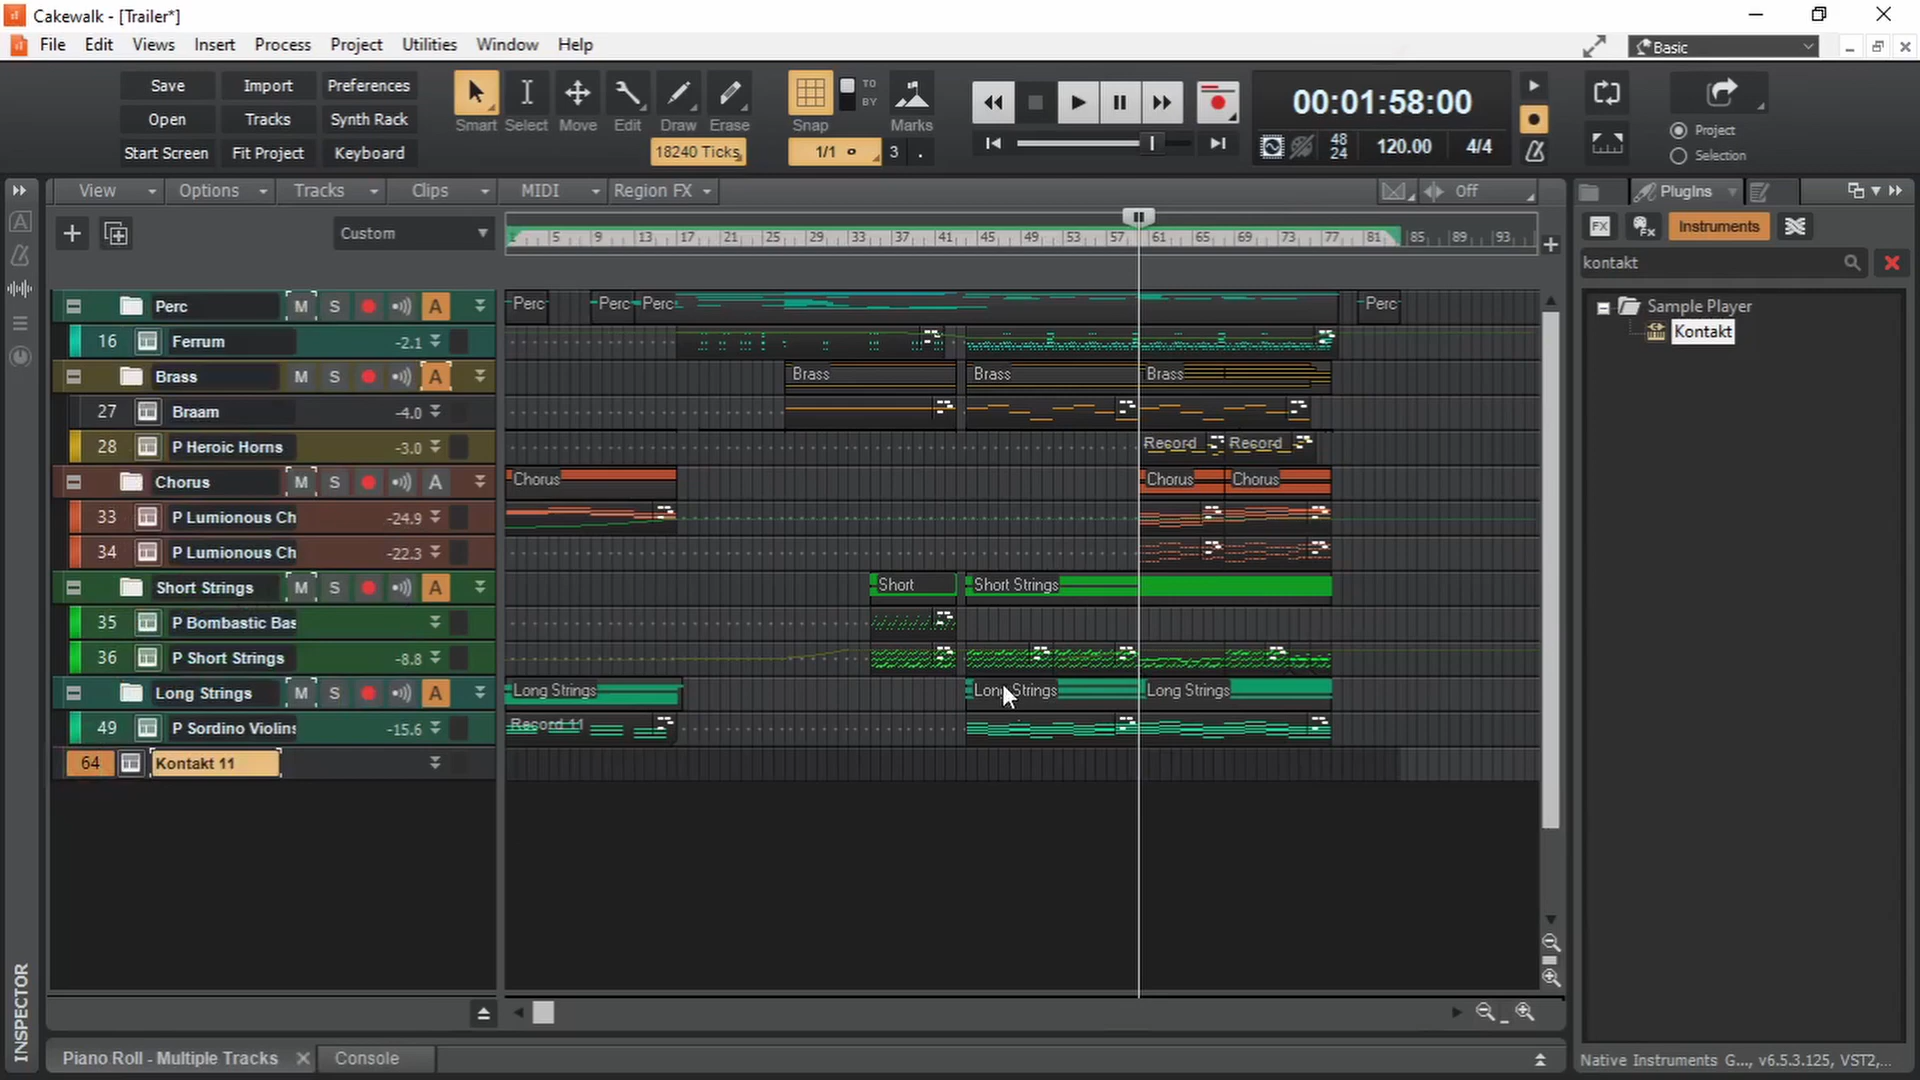 Cakewalk - [Trailer*]
File Edit Views Insert Process Project Utilities Window Help
Basic
Save Import Preferences
Open Tracks Synth Rack
Start Screen Fit Project Keyboard
Smart Select Move Edit Draw Erase
18240 Ticks
Snap
TO
BY
Marks
1/1 3 .
00:01:58:00
48
24
120.00 4/4
Project
Selection
View Options Tracks Clips MIDI Region FX Off
PlugIns
FX Fx Instruments
Custom
1 5 9 13 17 21 25 29 33 37 41 45 49 53 57 61 65 69 73 77 81 85 89 93
kontakt
Sample Player
Kontakt
Perc M S A
Perc Perc Perc Perc
16 Ferrum -2.1
Brass M S A
Brass Brass Brass
27 Braam -4.0
28 P Heroic Horns -3.0
Record Record
Chorus M S A
Chorus Chorus Chorus
33 P Lumionous Ch -24.9
34 P Lumionous Ch -22.3
Short Strings M S A
Short Short Strings
35 P Bombastic Bas
36 P Short Strings -8.8
Long Strings M S A
Long Strings Long Strings Long Strings
49 P Sordino Violins -15.6
Record 11
64 Kontakt 11
INSPECTOR
Piano Roll - Multiple Tracks Console
Native Instruments G..., v6.5.3.125, VST2,...